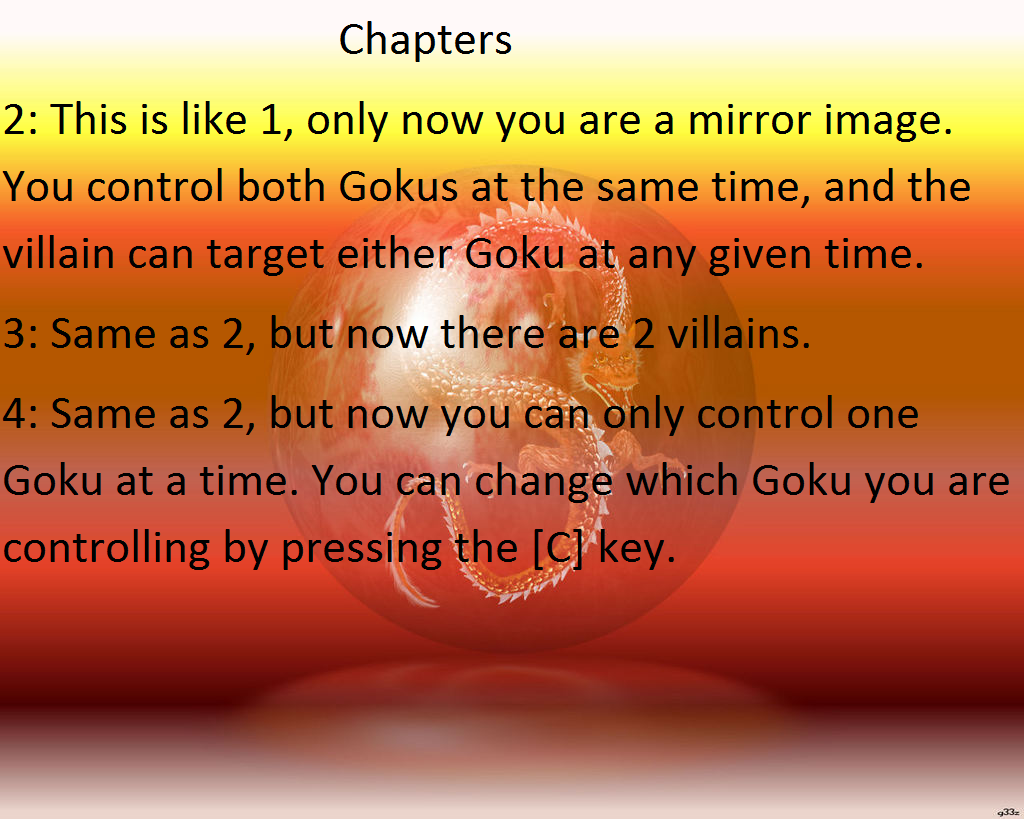 Chapters
2: This is like 1, only now you are a mirror image.
You control both Gokus at the same time, and the
villain can target either Goku at any given time.
3: Same as 2, but now there are 2 villains.
4: Same as 2, but now you can only control one
Goku at a time. You can change which Goku you are
controlling by pressing the [C] key.
g33z